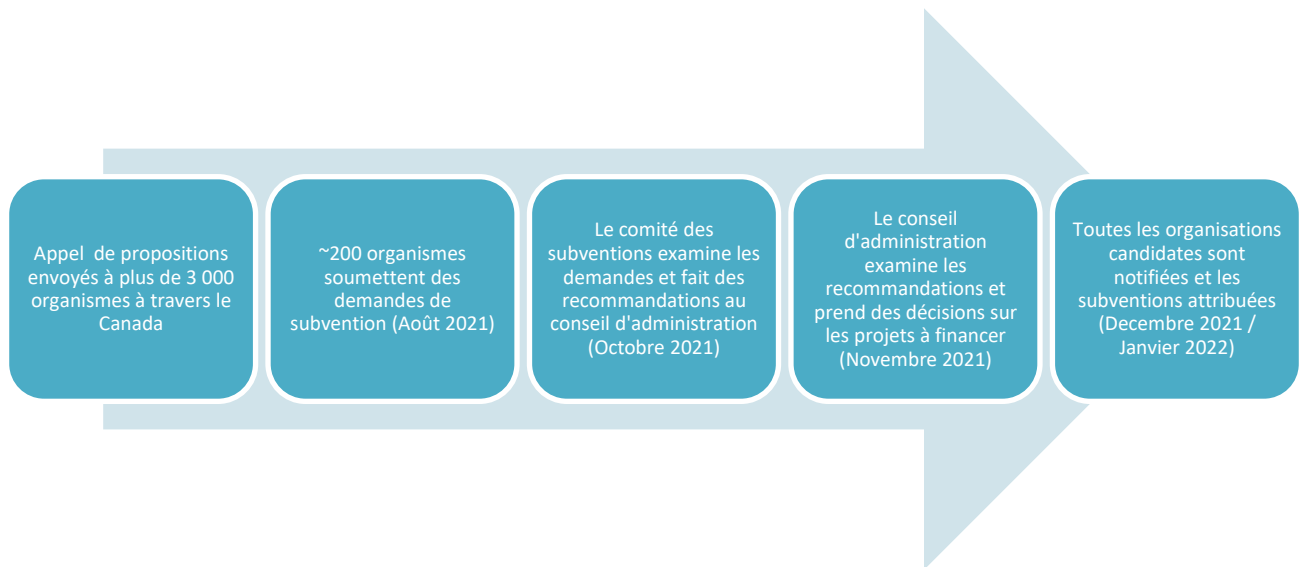 Appel  de propositions
envoyés à plus de 3 000
organismes à travers le
Canada
~200 organismes
soumettent des
demandes de
subvention (Août 2021)
Le comité des
subventions examine les
demandes et fait des
recommandations au
conseil d'administration
(Octobre 2021)
Le conseil
d'administration
examine les
recommandations et
prend des décisions sur
les projets à financer
(Novembre 2021)
Toutes les organisations
candidates sont
notifiées et les
subventions attribuées
(Decembre 2021 /
Janvier 2022)